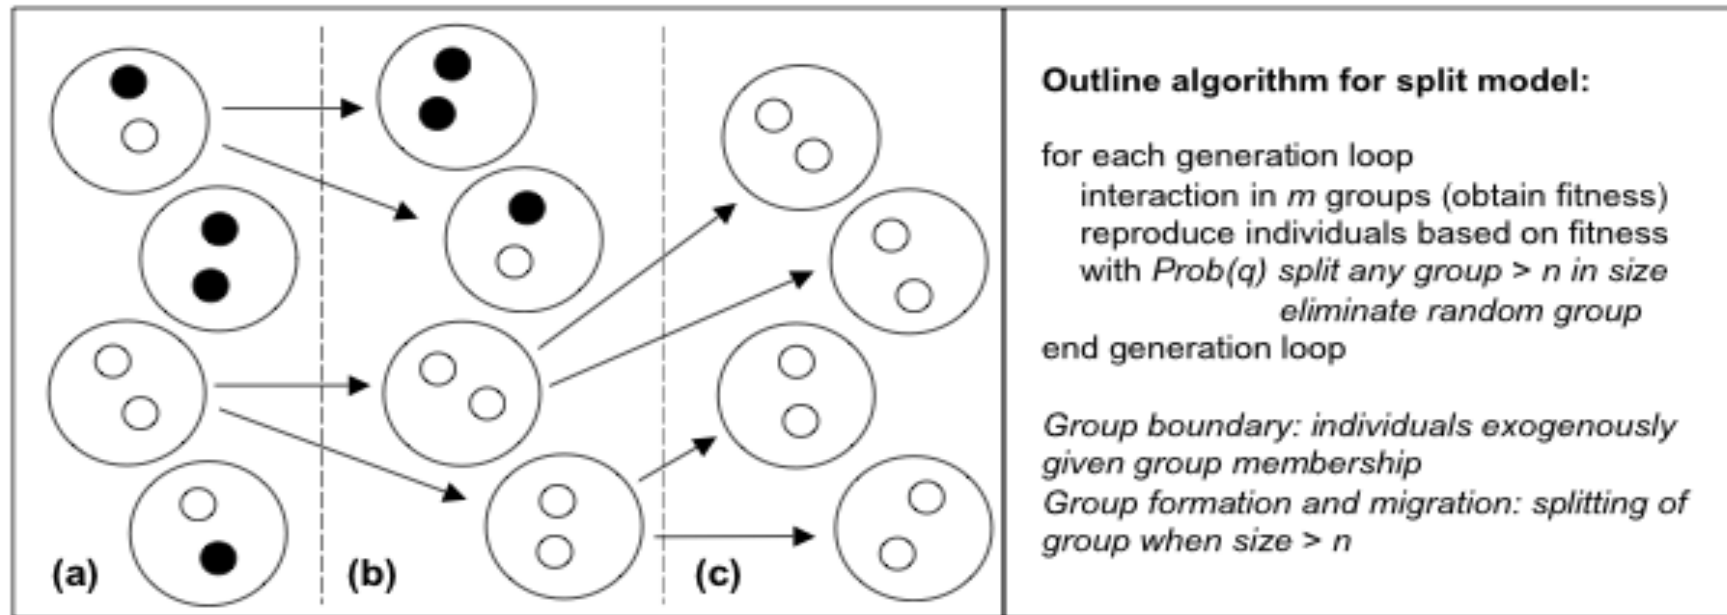 (a)
(b)
(c)
Outline algorithm for split model:
for each generation loop
interaction in m groups (obtain fitness)
reproduce individuals based on fitness
with Prob(q) split any group > n in size
eliminate random group
end generation loop
Group boundary: individuals exogenously
given group membership
Group formation and migration: splitting of
group when size > n